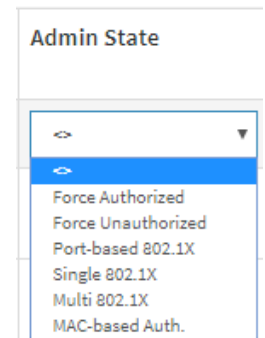 Admin State
<>
<>
Force Authorized
Force Unauthorized
Port-based 802.1X
Single 802.1X
Multi 802.1X
MAC-based Auth.